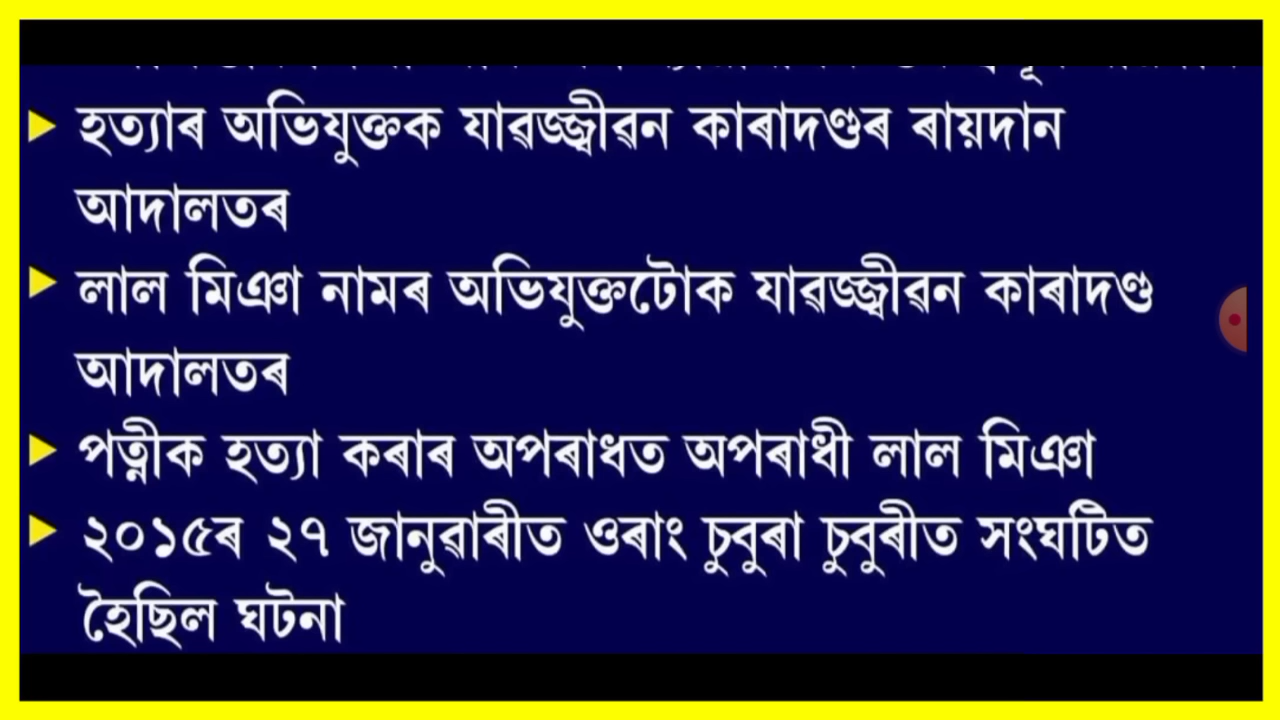 হত্যাৰ অভিযুক্তক যাৱজ্জীৱন কাৰাদণ্ডৰ ৰায়দান
আদালতৰ
লাল মিঞা নামৰ অভিযুক্তটোক যাৱজ্জীৱন কাৰাদণ্ড
আদালতৰ
পত্নীক হত্যা কৰাৰ অপৰাধত অপৰাধী লাল মিঞা
২০১৫ৰ ২৭ জানুৱাৰীত ওৰাং চুবুৰা চুবুৰীত সংঘটিত
হৈছিল ঘটনা